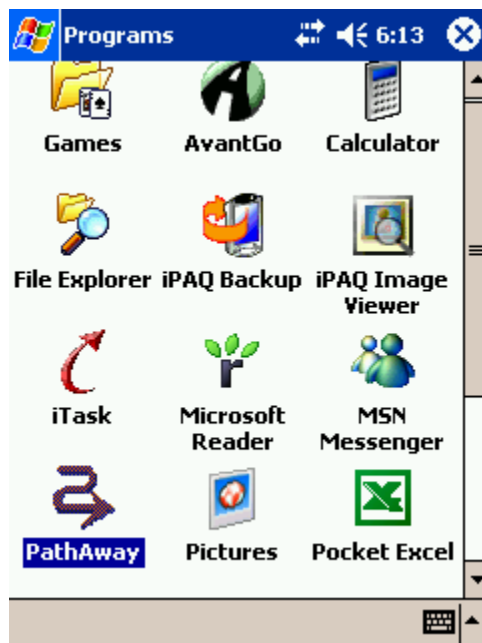 Programs 6:13
Games AvantGo Calculator
File Explorer iPAQ Backup iPAQ Image
Viewer
iTask Microsoft MSN
Reader Messenger
PathAway Pictures Pocket Excel